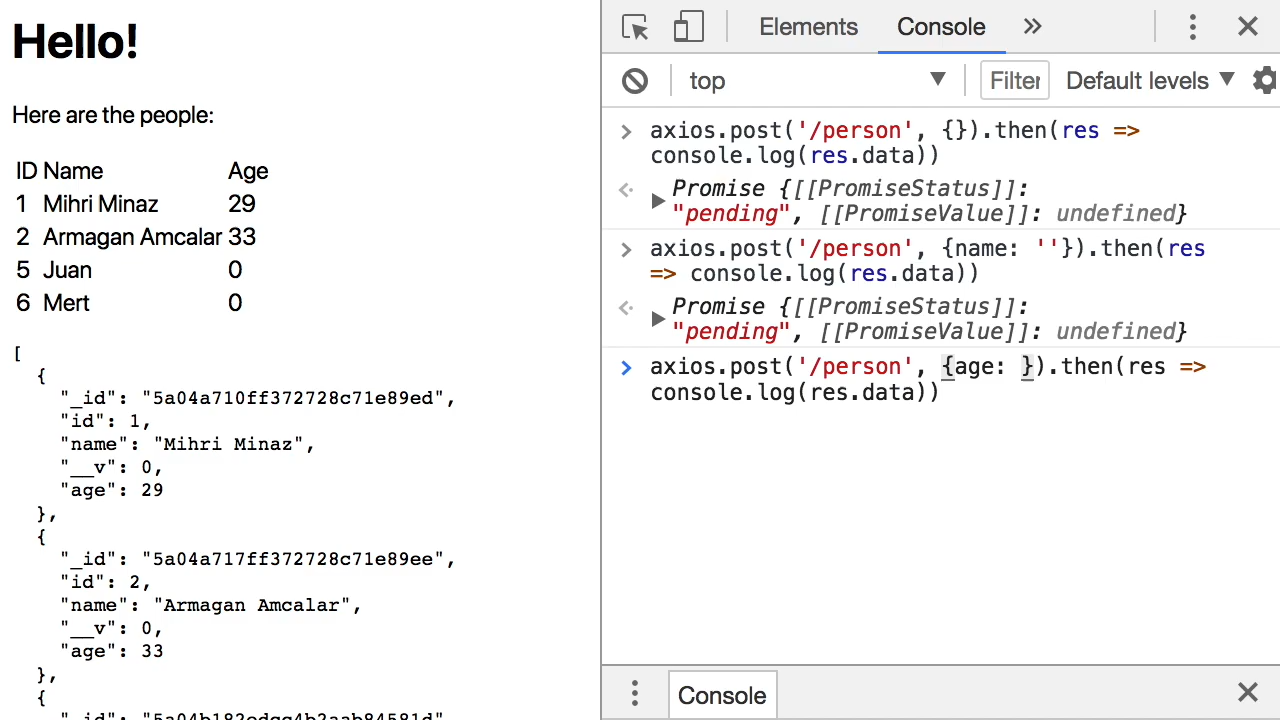 Hello!
Here are the people:
ID Name Age
1 Mihri Minaz 29
2 Armagan Amcalar 33
5 Juan 0
6 Mert 0
[
{
"_id": "5a04a710ff372728c71e89ed",
"id": 1,
"name": "Mihri Minaz",
"__v": 0,
"age": 29
},
{
"_id": "5a04a717ff372728c71e89ee",
"id": 2,
"name": "Armagan Amcalar",
"__v": 0,
"age": 33
},
{
Elements Console
top Filter Default levels
axios.post('/person', {}).then(res =>
console.log(res.data))
Promise {[[PromiseStatus]]:
"pending", [[PromiseValue]]: undefined}
axios.post('/person', {name: ''}).then(res
=> console.log(res.data))
Promise {[[PromiseStatus]]:
"pending", [[PromiseValue]]: undefined}
axios.post('/person', {age: }).then(res =>
console.log(res.data))
Console